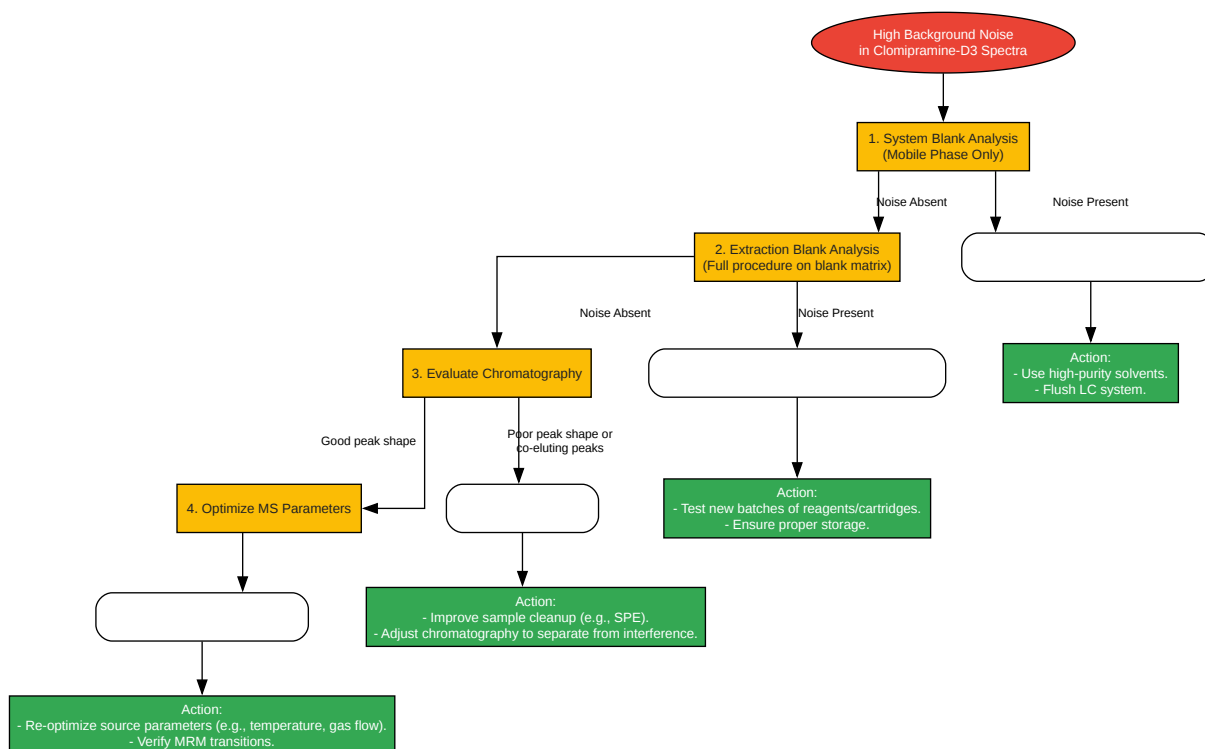 High Background Noise
in Clomipramine-D3 Spectra
1. System Blank Analysis
(Mobile Phase Only)
Noise Absent
Noise Present
2. Extraction Blank Analysis
(Full procedure on blank matrix)
Noise Absent
Noise Present
3. Evaluate Chromatography
Action:
- Use high-purity solvents.
- Flush LC system.
Good peak shape
Poor peak shape or
co-eluting peaks
4. Optimize MS Parameters
Action:
- Test new batches of reagents/cartridges.
- Ensure proper storage.
Action:
- Improve sample cleanup (e.g., SPE).
- Adjust chromatography to separate from interference.
Action:
- Re-optimize source parameters (e.g., temperature, gas flow).
- Verify MRM transitions.